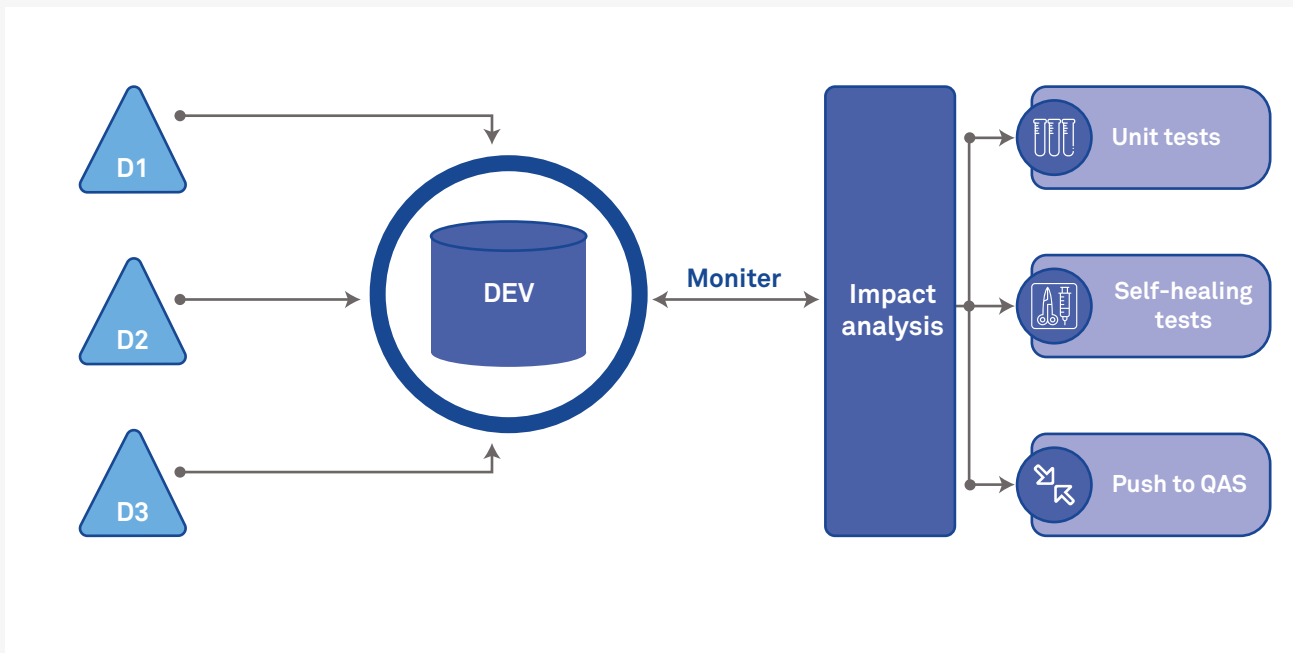 D1
D2
D3
DEV
Moniter
Impact
analysis
Unit tests
Self-healing
tests
Push to QAS